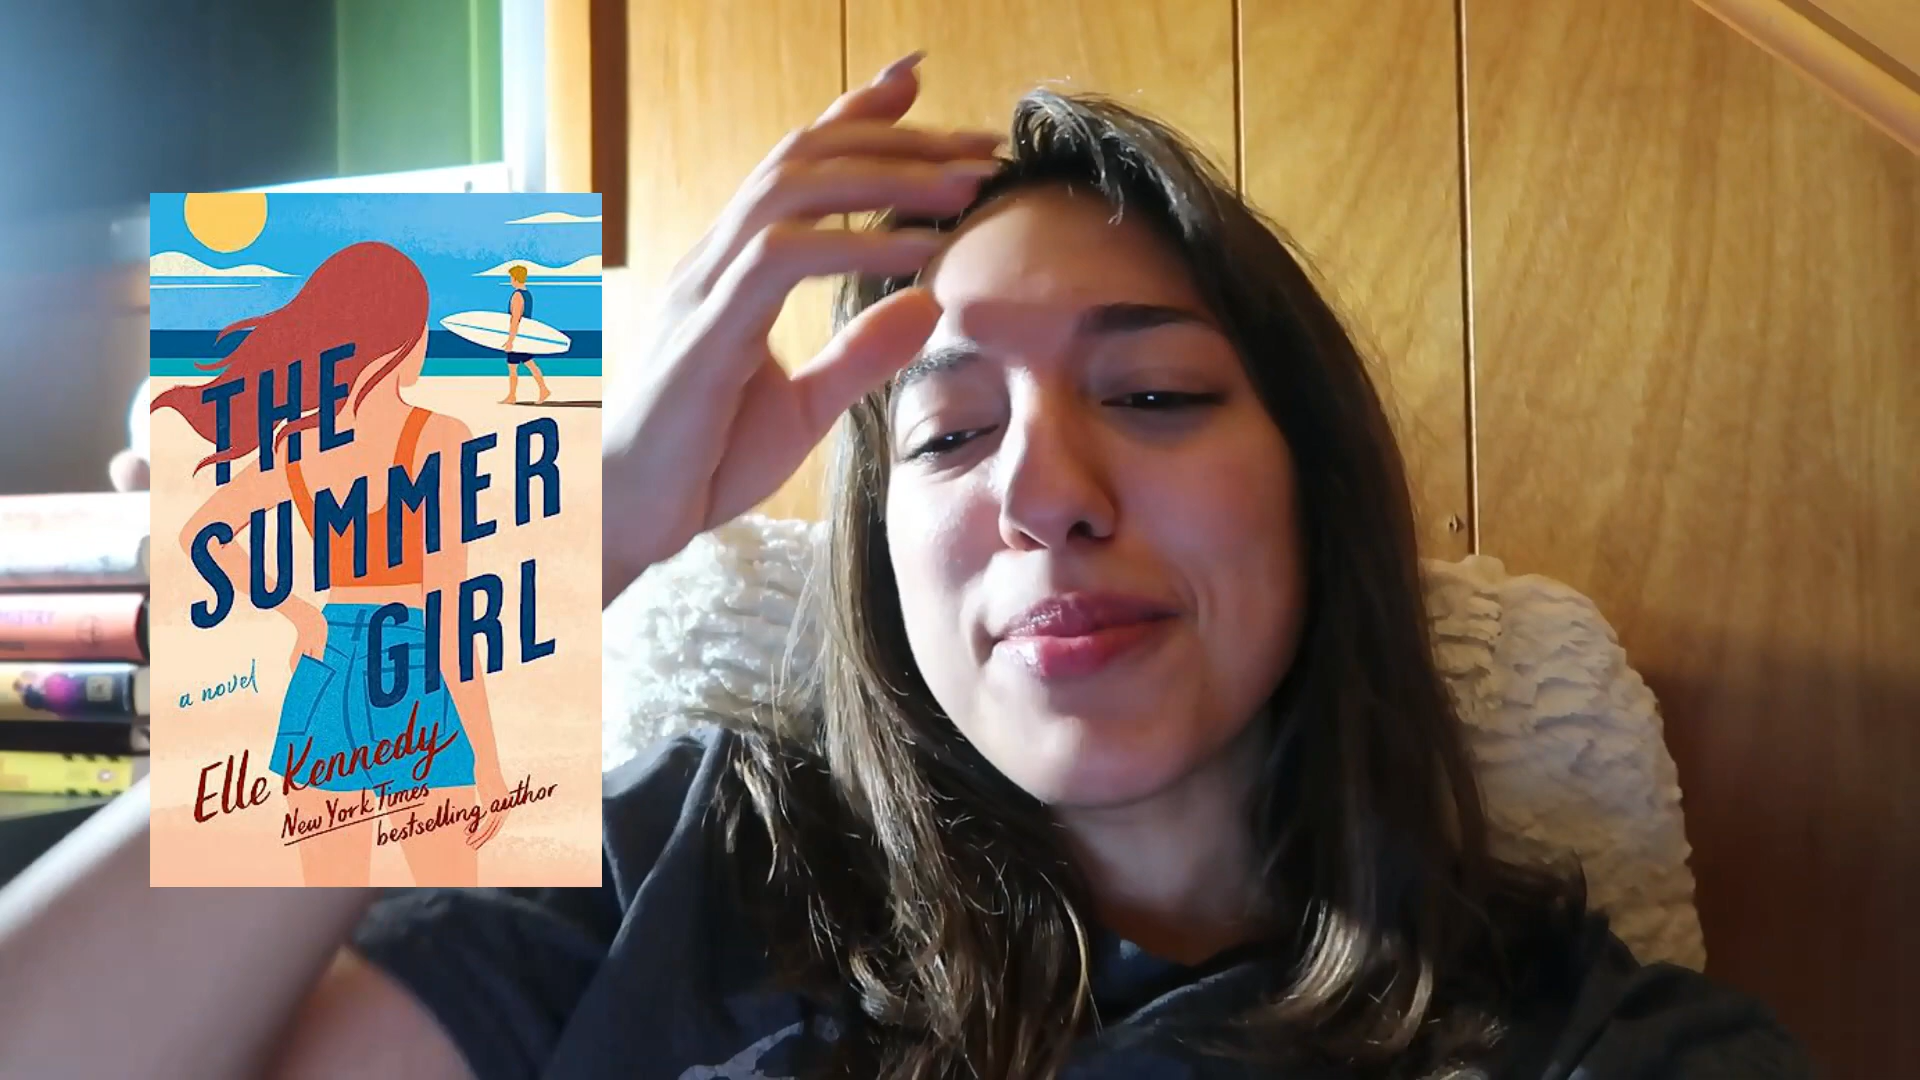 THE
SUMMER
GIRL
a novel
Elle Kennedy
New York Times
bestselling author